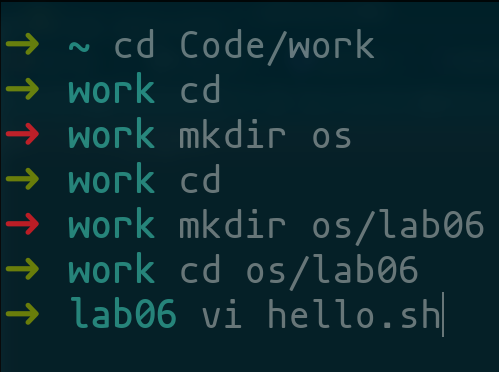 → ~ cd Code/work
→ work cd
→ work mkdir os
→ work cd
→ work mkdir os/lab06
→ work cd os/lab06
→ lab06 vi hello.sh